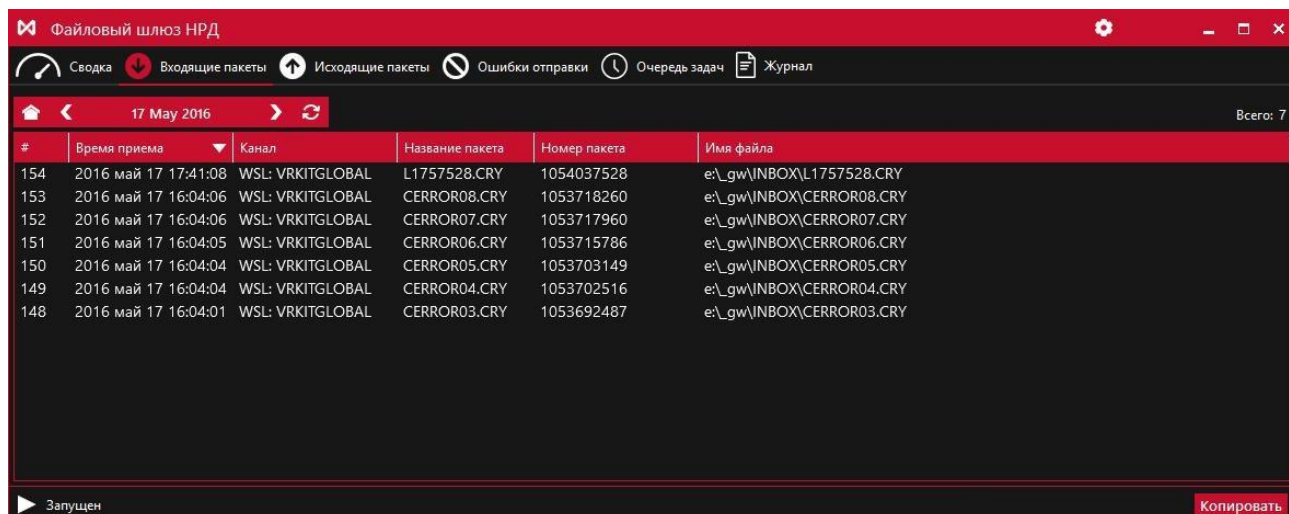 Файловый шлюз НРД
Сводка Входящие пакеты Исходящие пакеты Ошибки отправки Очередь задач Журнал
17 May 2016 Всего: 7
# Время приема Канал Название пакета Номер пакета Имя файла
154 2016 май 17 17:41:08 WSL: VRKITGLOBAL L1757528.CRY 1054037528 e:\_gw\INBOX\L1757528.CRY
153 2016 май 17 16:04:06 WSL: VRKITGLOBAL CERROR08.CRY 1053718260 e:\_gw\INBOX\CERROR08.CRY
152 2016 май 17 16:04:06 WSL: VRKITGLOBAL CERROR07.CRY 1053717960 e:\_gw\INBOX\CERROR07.CRY
151 2016 май 17 16:04:05 WSL: VRKITGLOBAL CERROR06.CRY 1053715786 e:\_gw\INBOX\CERROR06.CRY
150 2016 май 17 16:04:04 WSL: VRKITGLOBAL CERROR05.CRY 1053703149 e:\_gw\INBOX\CERROR05.CRY
149 2016 май 17 16:04:04 WSL: VRKITGLOBAL CERROR04.CRY 1053702516 e:\_gw\INBOX\CERROR04.CRY
148 2016 май 17 16:04:01 WSL: VRKITGLOBAL CERROR03.CRY 1053692487 e:\_gw\INBOX\CERROR03.CRY
Запущен Копировать